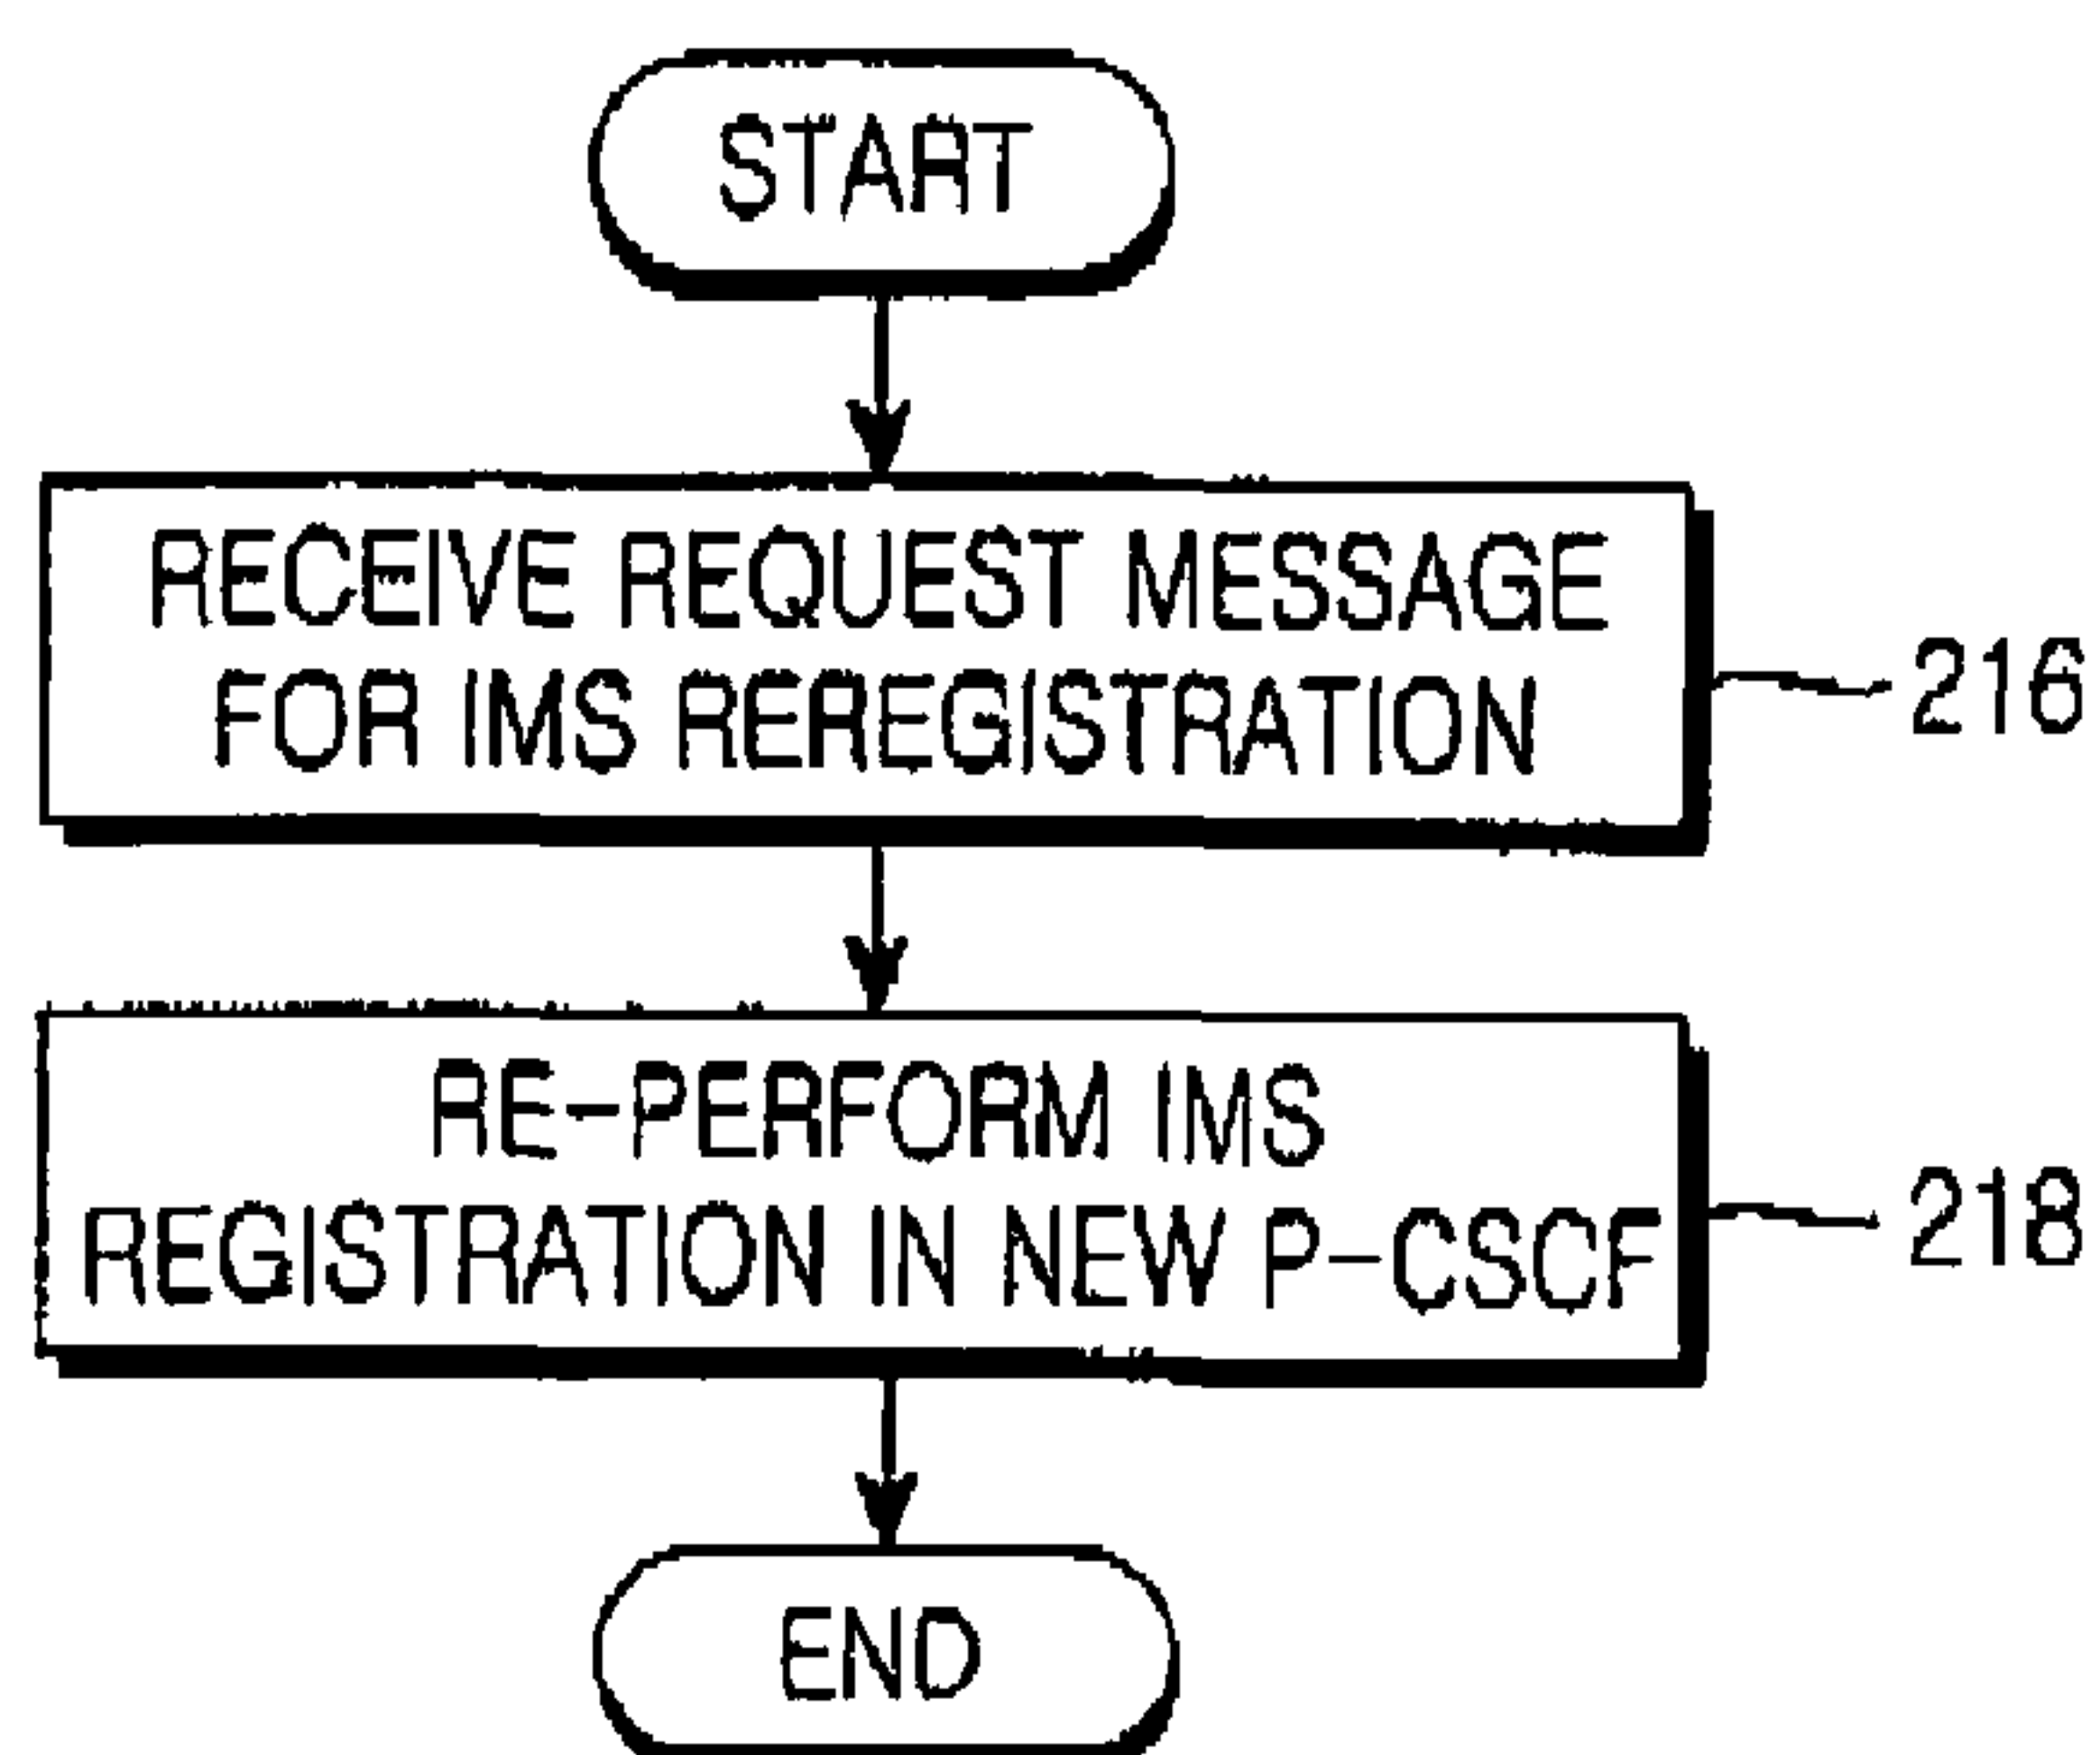 START
RECEIVE REQUEST MESSAGE
FOR IMS REREGISTRATION
216
RE-PERFORM IMS
REGISTRATION IN NEW P-CSCF
218
END